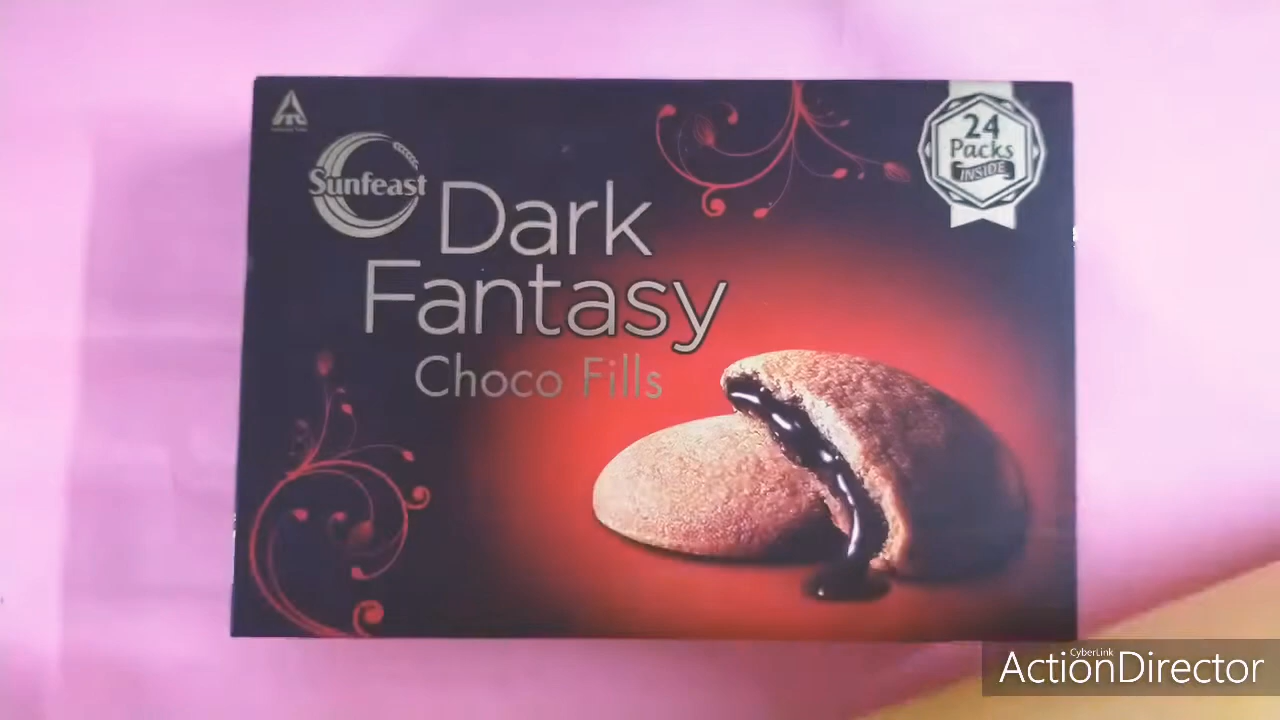 Sunfeast
Dark
Fantasy
Choco Fills
24
Packs
INSIDE
CyberLink
ActionDirector